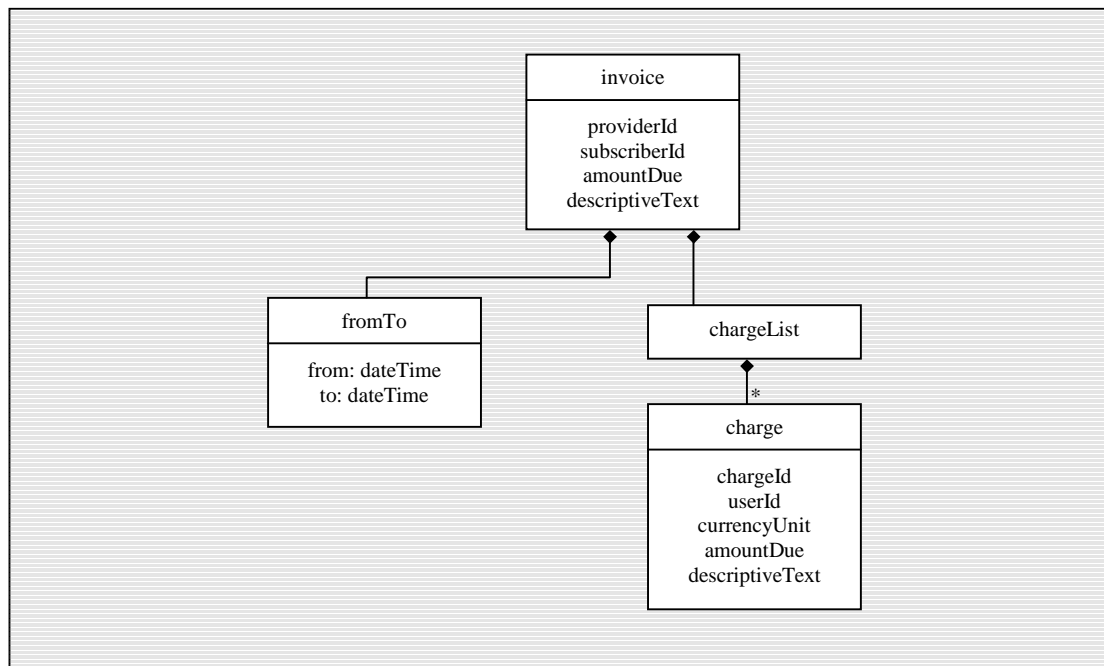 invoice
providerId
subscriberId
amountDue
descriptiveText
fromTo
from: dateTime
to: dateTime
chargeList
*
charge
chargeId
userId
currencyUnit
amountDue
descriptiveText